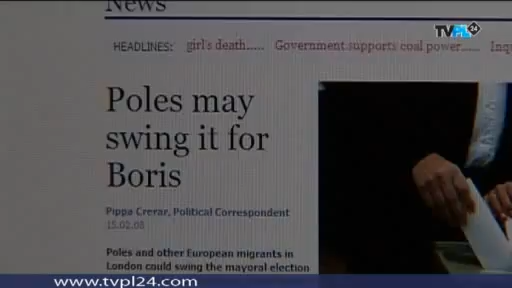 News
TVPL24
HEADLINES: girl's death..... Government supports coal power..... Inqu
Poles may
swing it for
Boris
Pippa Crerar, Political Correspondent
15.02.08
Poles and other European migrants in
London could swing the mayoral election
www.tvpl24.com